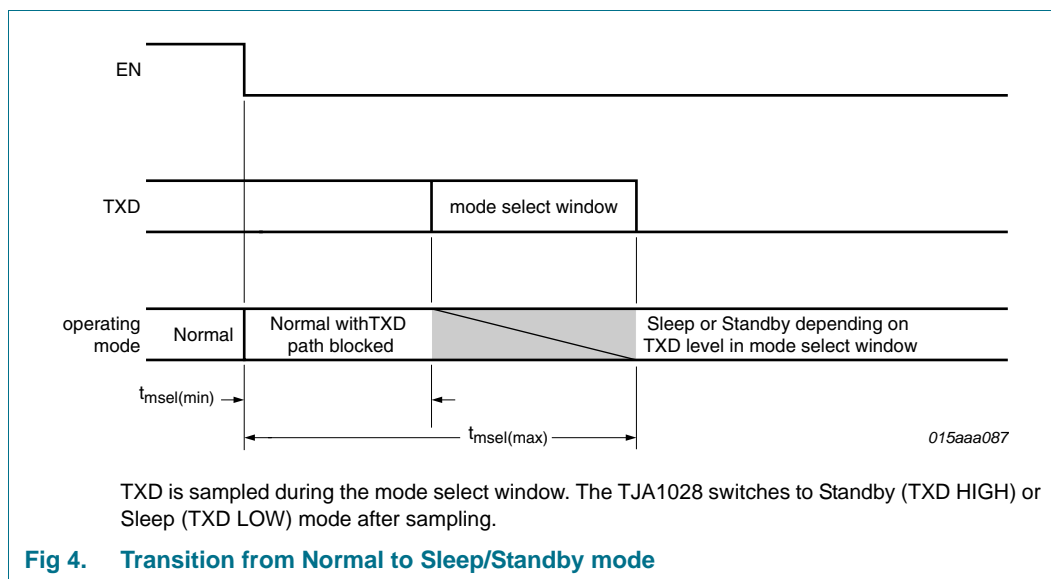 EN
TXD
mode select window
operating
mode
Normal
Normal withTXD
path blocked
Sleep or Standby depending on
TXD level in mode select window
tmsel(min)
tmsel(max)
015aaa087
TXD is sampled during the mode select window. The TJA1028 switches to Standby (TXD HIGH) or
Sleep (TXD LOW) mode after sampling.
Fig 4. Transition from Normal to Sleep/Standby mode